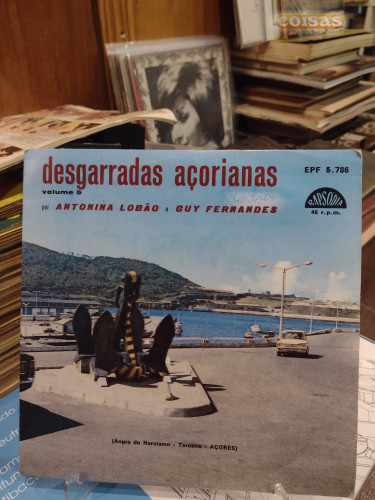 coisas
desgarradas açorianas
EPF 5.786
volume 5
por ANTONINA LOBÃO e GUY FERNANDES
RAPSÓDIA
45 r.p.m.
(Angra do Heroísmo - Terceira - AÇORES)